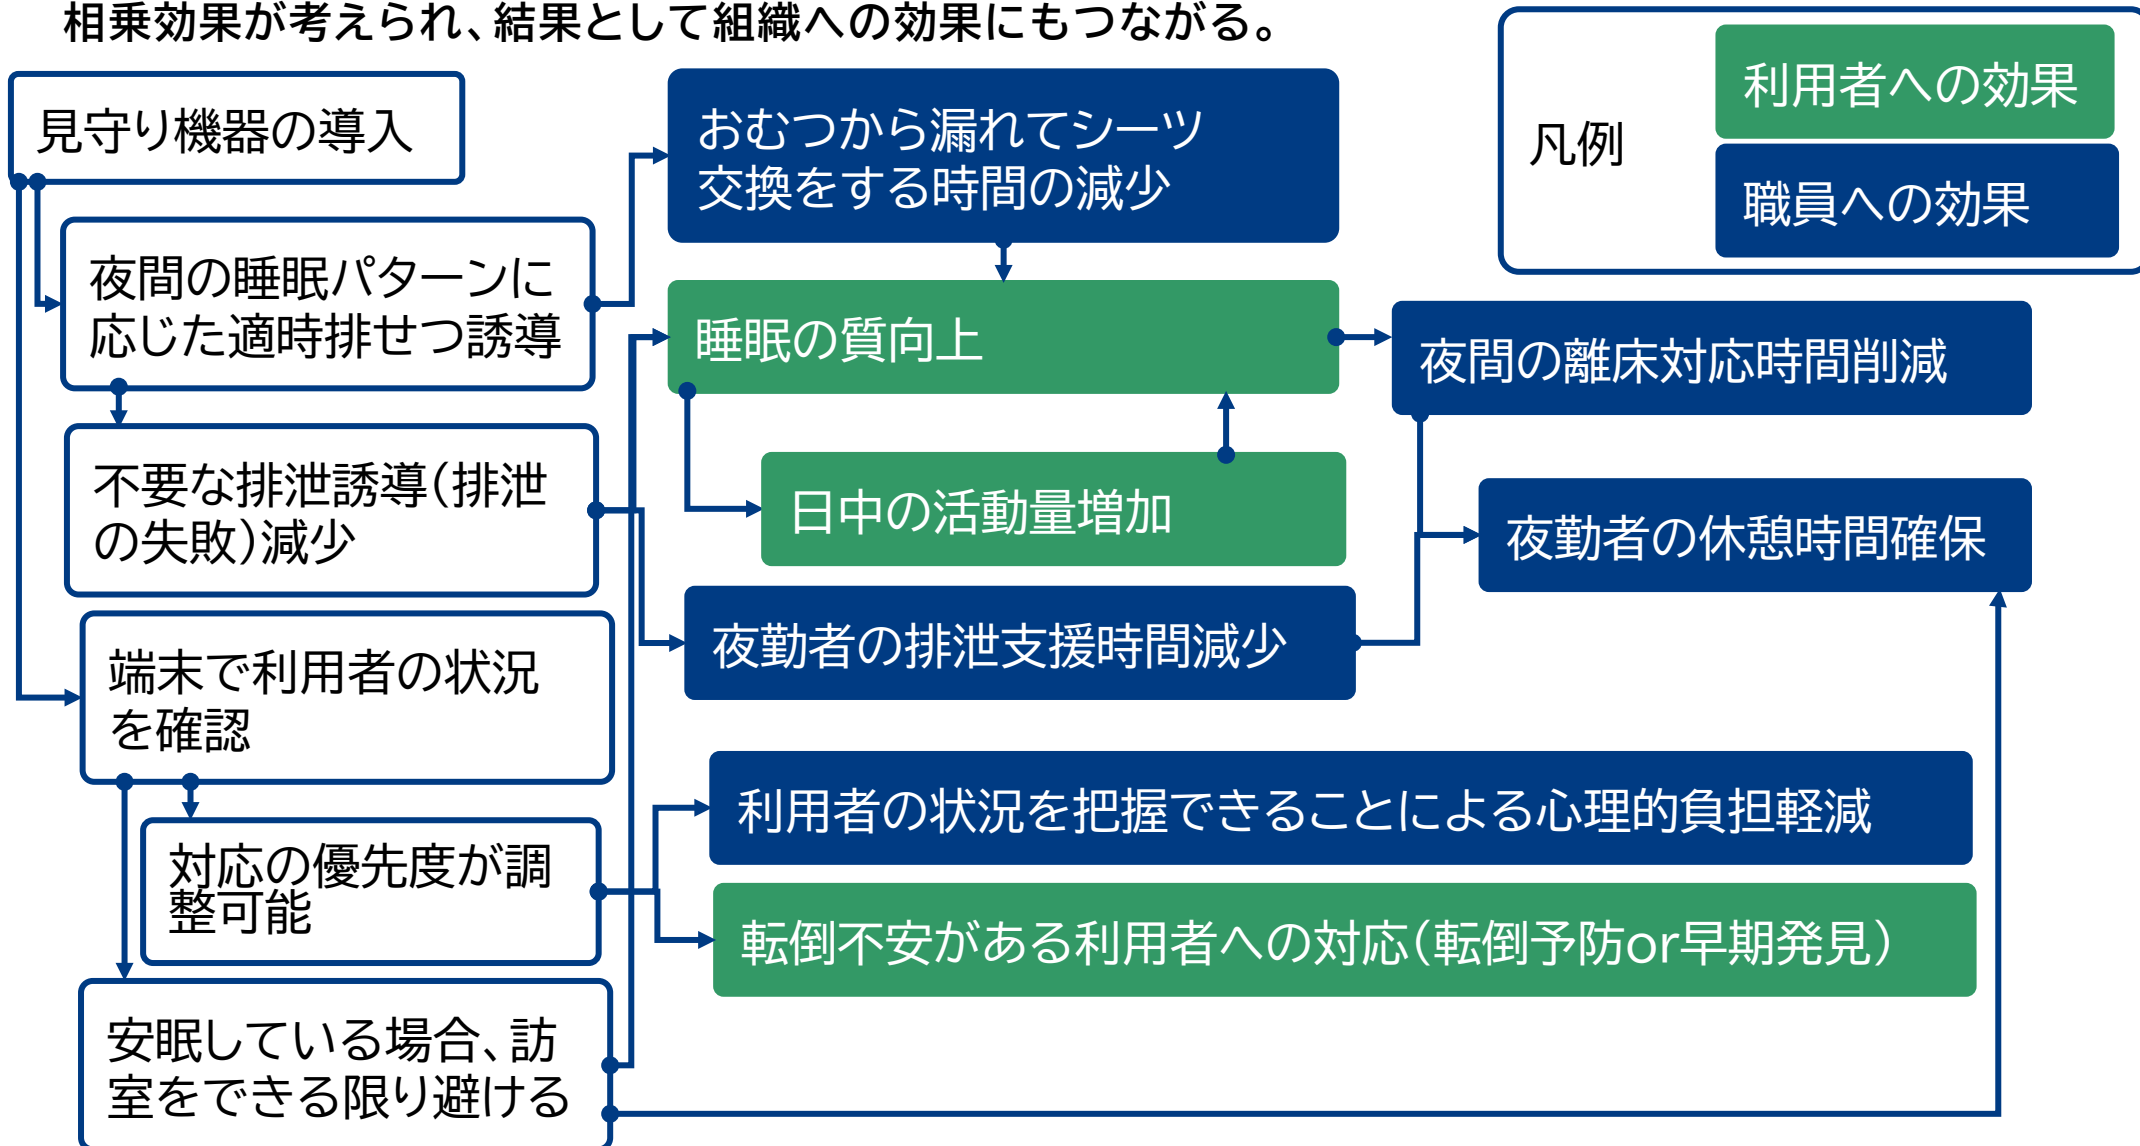 相乗効果が考えられ、結果として組織への効果にもつながる。
見守り機器の導入
夜間の睡眠パターンに
応じた適時排せつ誘導
不要な排泄誘導（排泄
の失敗）減少
端末で利用者の状況
を確認
対応の優先度が調
整可能
安眠している場合、訪
室をできる限り避ける
おむつから漏れてシーツ
交換をする時間の減少
睡眠の質向上
日中の活動量増加
夜勤者の排泄支援時間減少
利用者の状況を把握できることによる心理的負担軽減
転倒不安がある利用者への対応（転倒予防or早期発見）
凡例
利用者への効果
職員への効果
夜間の離床対応時間削減
夜勤者の休憩時間確保